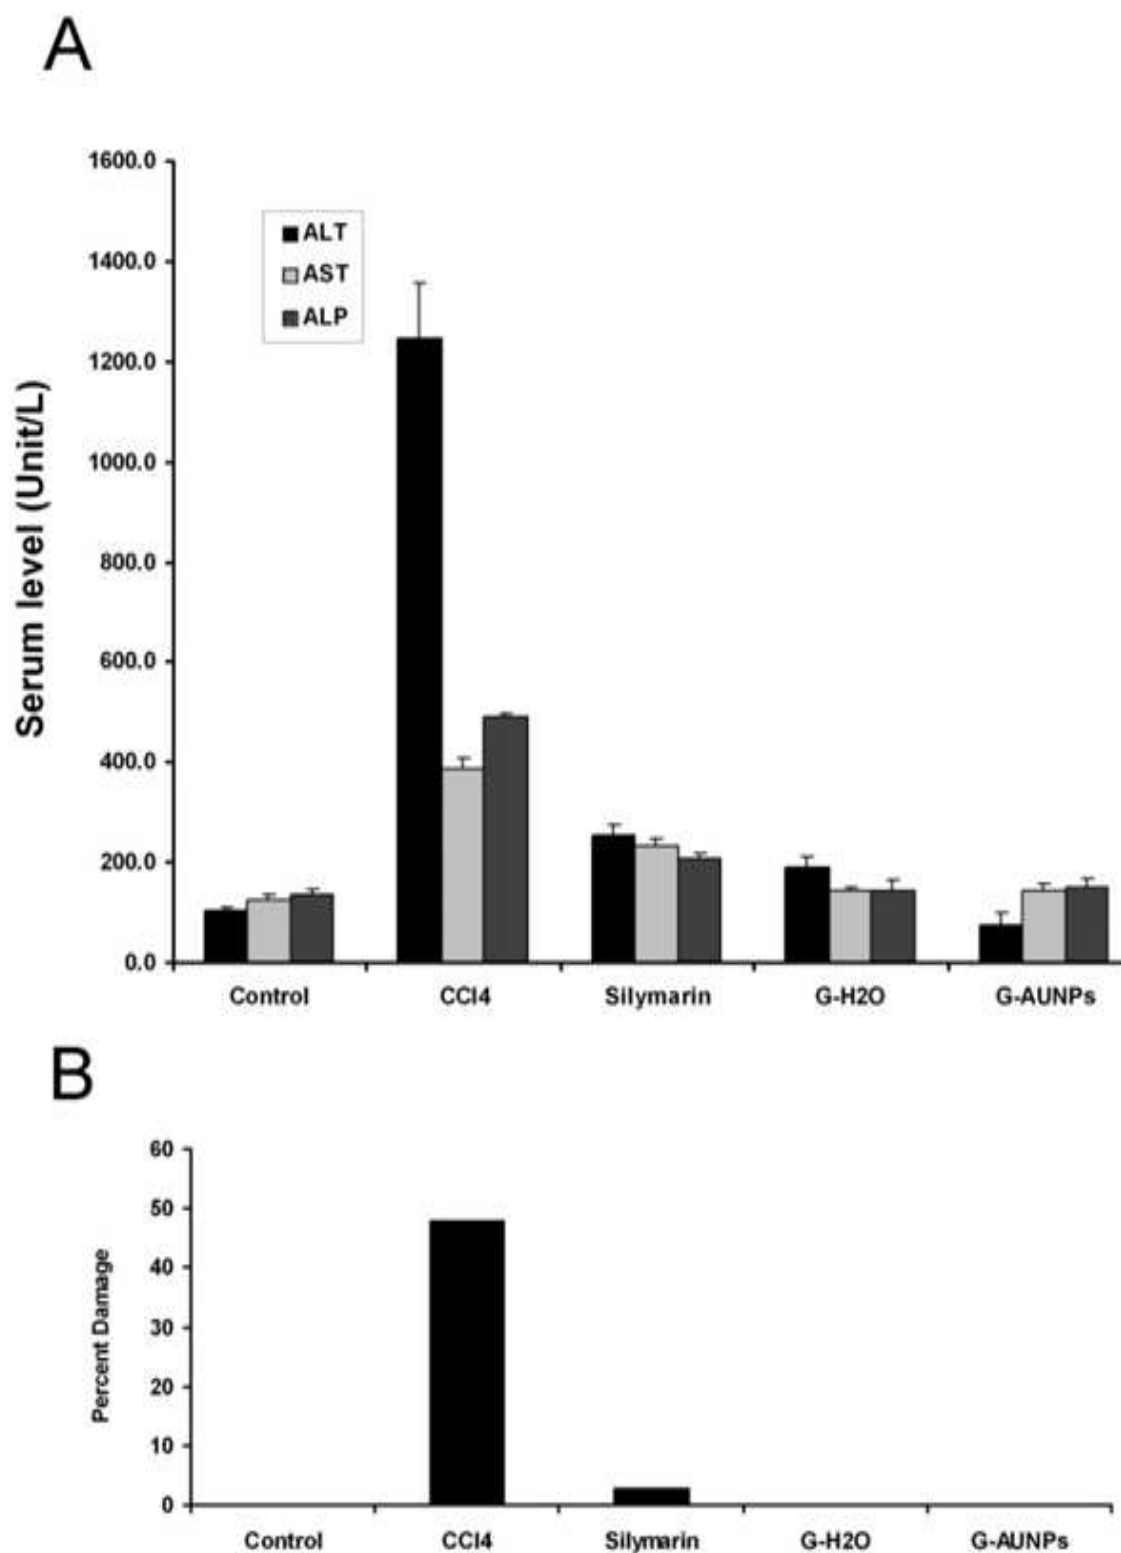 A
1600.0
1400.0
1200.0
1000.0
800.0
600.0
400.0
200.0
0.0
Serum level (Unit/L)
ALT
AST
ALP
Control CCl4 Silymarin G-H2O G-AUNPs
B
60
50
40
30
20
10
0
Percent Damage
Control CCl4 Silymarin G-H2O G-AUNPs